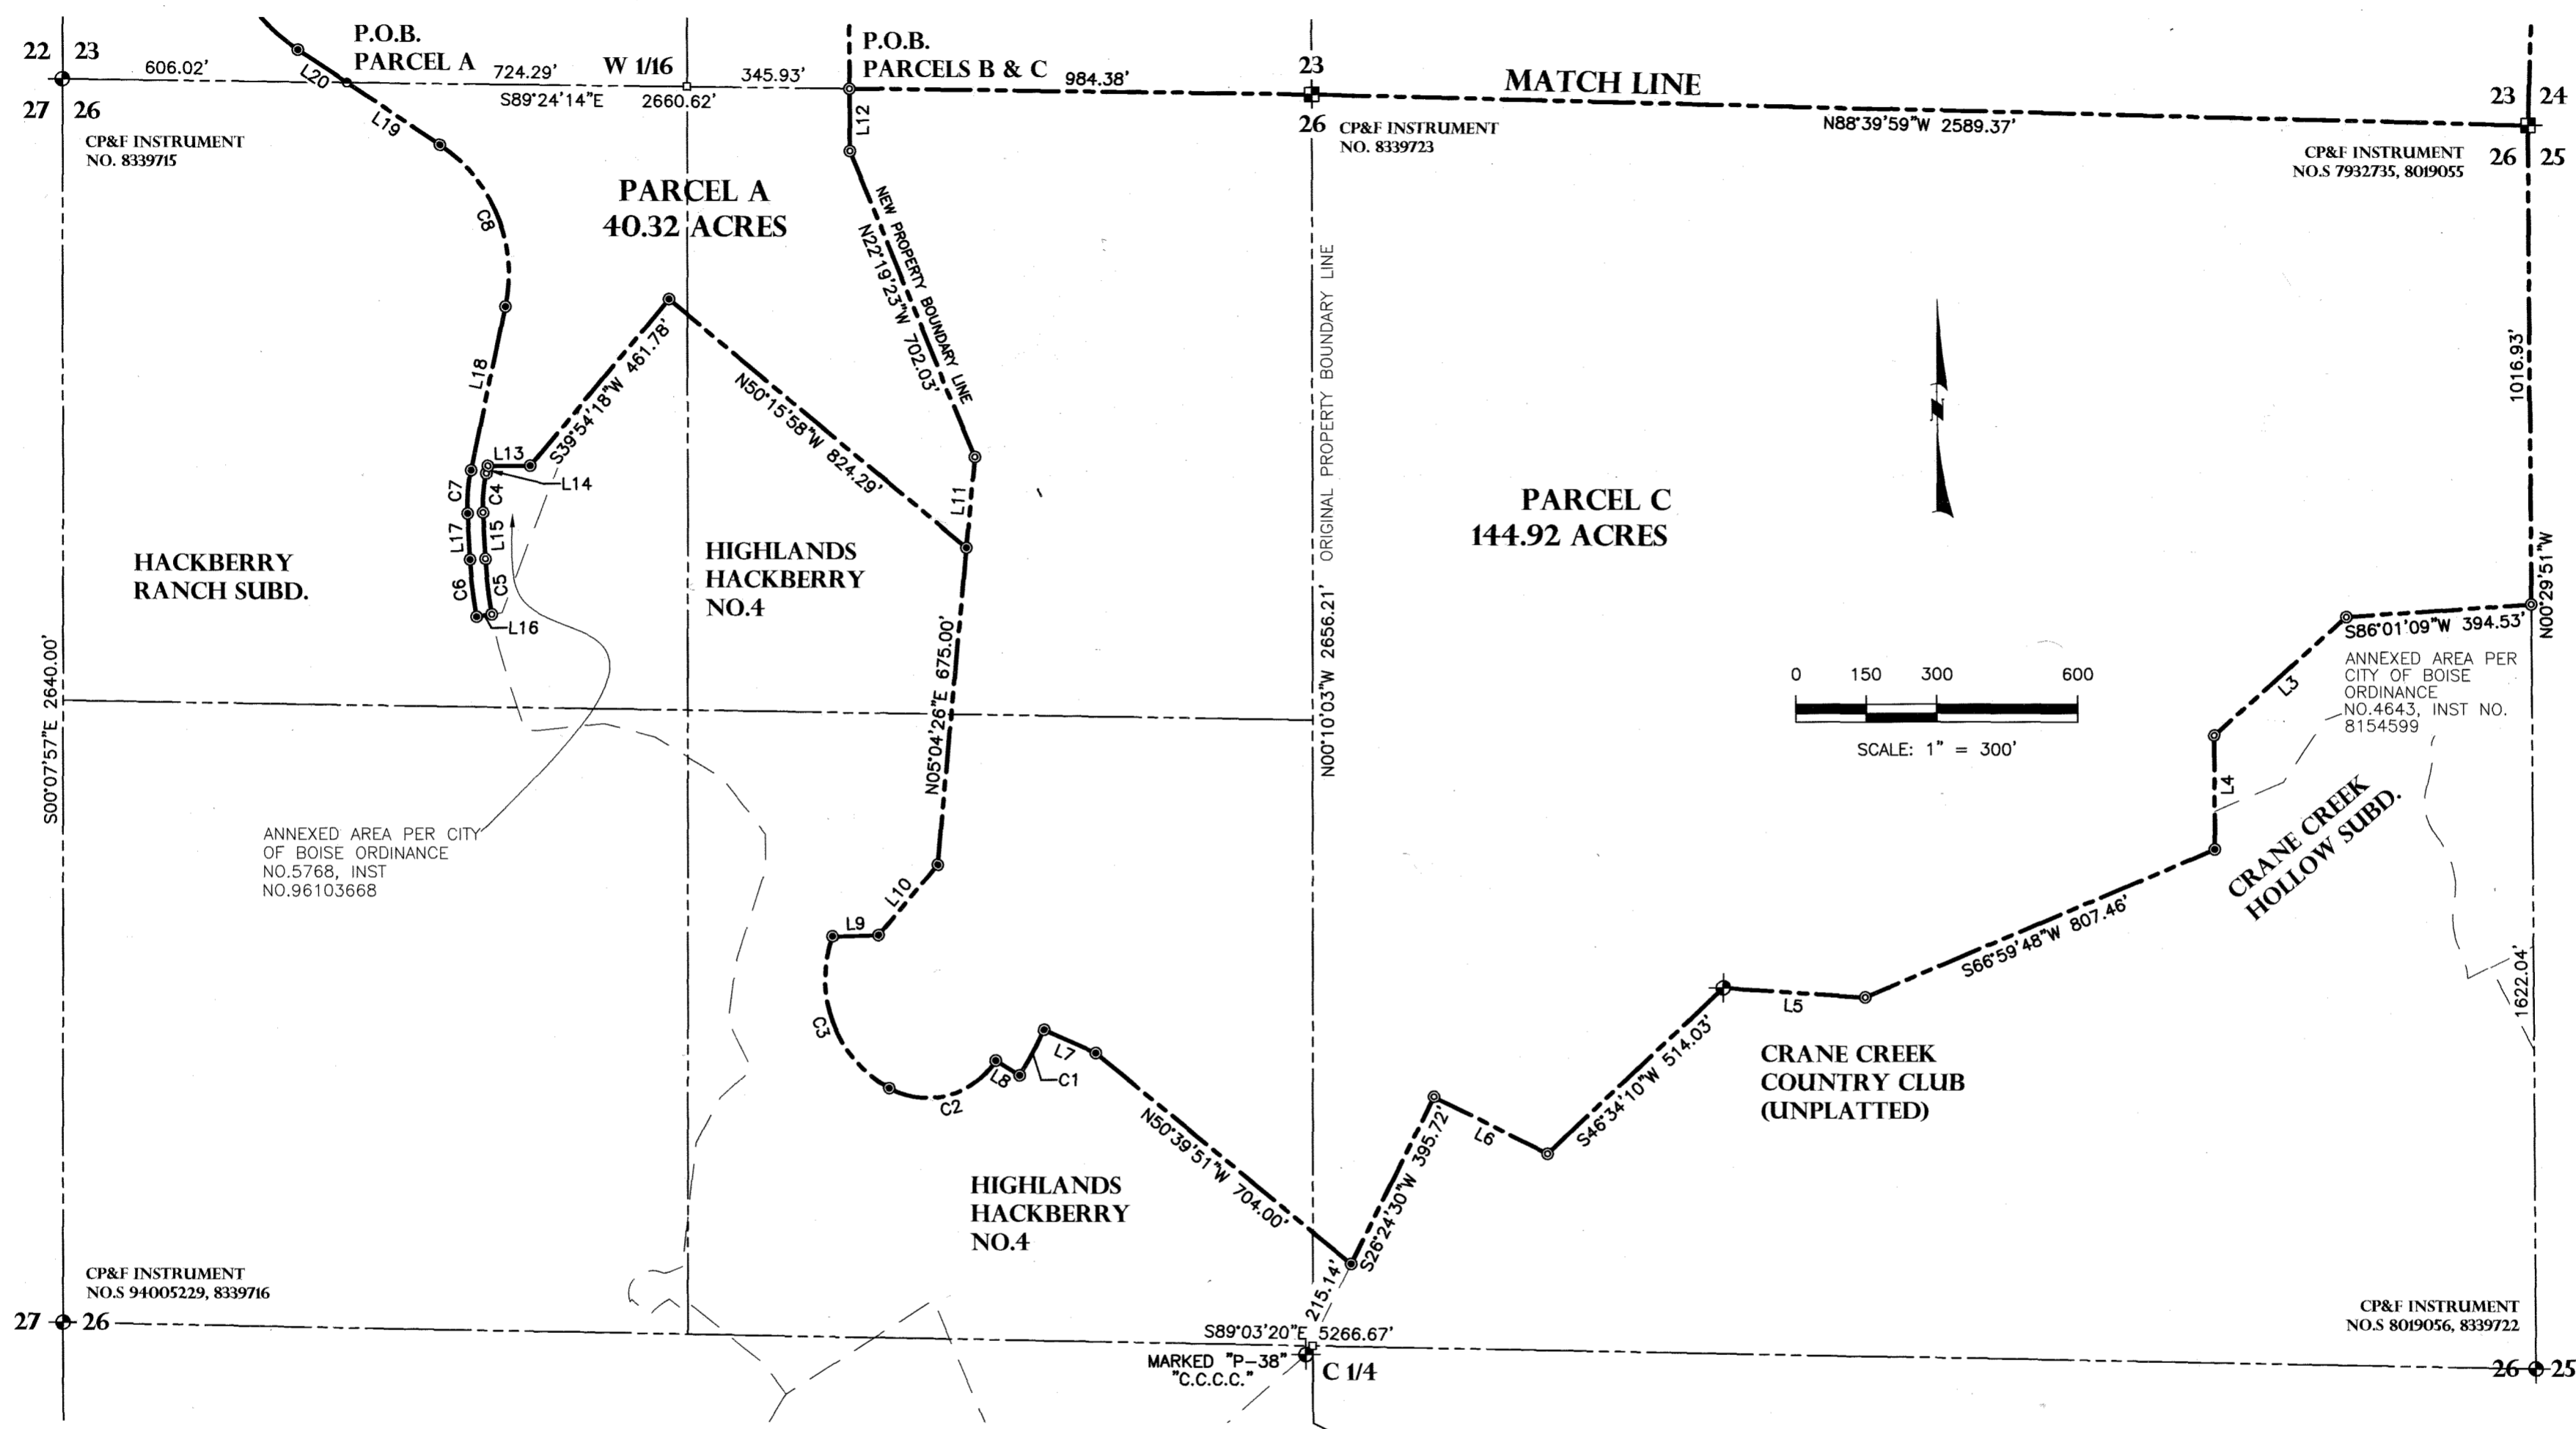 22 23
27 26
606.02'
L20
P.O.B.
PARCEL A
724.29'
W 1/16
345.93'
S89°24'14"E 2660.62'
P.O.B.
PARCELS B & C
984.38'
23
26
MATCH LINE
N88°39'59"W 2589.37'
23 24
26 25
CP&F INSTRUMENT
NO. 8339715
CP&F INSTRUMENT
NO. 8339723
CP&F INSTRUMENT
NO.S 7932735, 8019055
L19
L12
C8
PARCEL A
40.32 ACRES
NEW PROPERTY BOUNDARY LINE
N22°19'23"W 702.03'
ORIGINAL PROPERTY BOUNDARY LINE
N00°10'03"W 2656.21'
1016.93'
N0°29'51"W
L18
S39°54'18"W 461.78'
N50°15'58"W 824.29'
L13
L14
L11
C7
C4
L17
L15
C6
C5
L16
N
PARCEL C
144.92 ACRES
HACKBERRY
RANCH SUBD.
HIGHLANDS
HACKBERRY
NO.4
S86°01'09"W 394.53'
ANNEXED AREA PER
CITY OF BOISE
ORDINANCE
NO.4643, INST NO.
8154599
L3
L4
0 150 300 600
SCALE: 1" = 300'
S00°07'57"E 2640.00'
N05°04'26"E 675.00'
CRANE CREEK
HOLLOW SUBD.
ANNEXED AREA PER CITY
OF BOISE ORDINANCE
NO.5768, INST
NO.96103668
L10
L9
S66°59'48"W 807.46'
1622.04'
L5
C3
L7
L8
C1
C2
S46°34'10"W 514.03'
CRANE CREEK
COUNTRY CLUB
(UNPLATTED)
N50°39'51"W 704.00'
S26°24'30"W 395.72'
L6
HIGHLANDS
HACKBERRY
NO.4
215.14'
CP&F INSTRUMENT
NO.S 94005229, 8339716
27 26
S89°03'20"E 5266.67'
MARKED "P-38"
"C.C.C.C."
C 1/4
CP&F INSTRUMENT
NO.S 8019056, 8339722
26 25